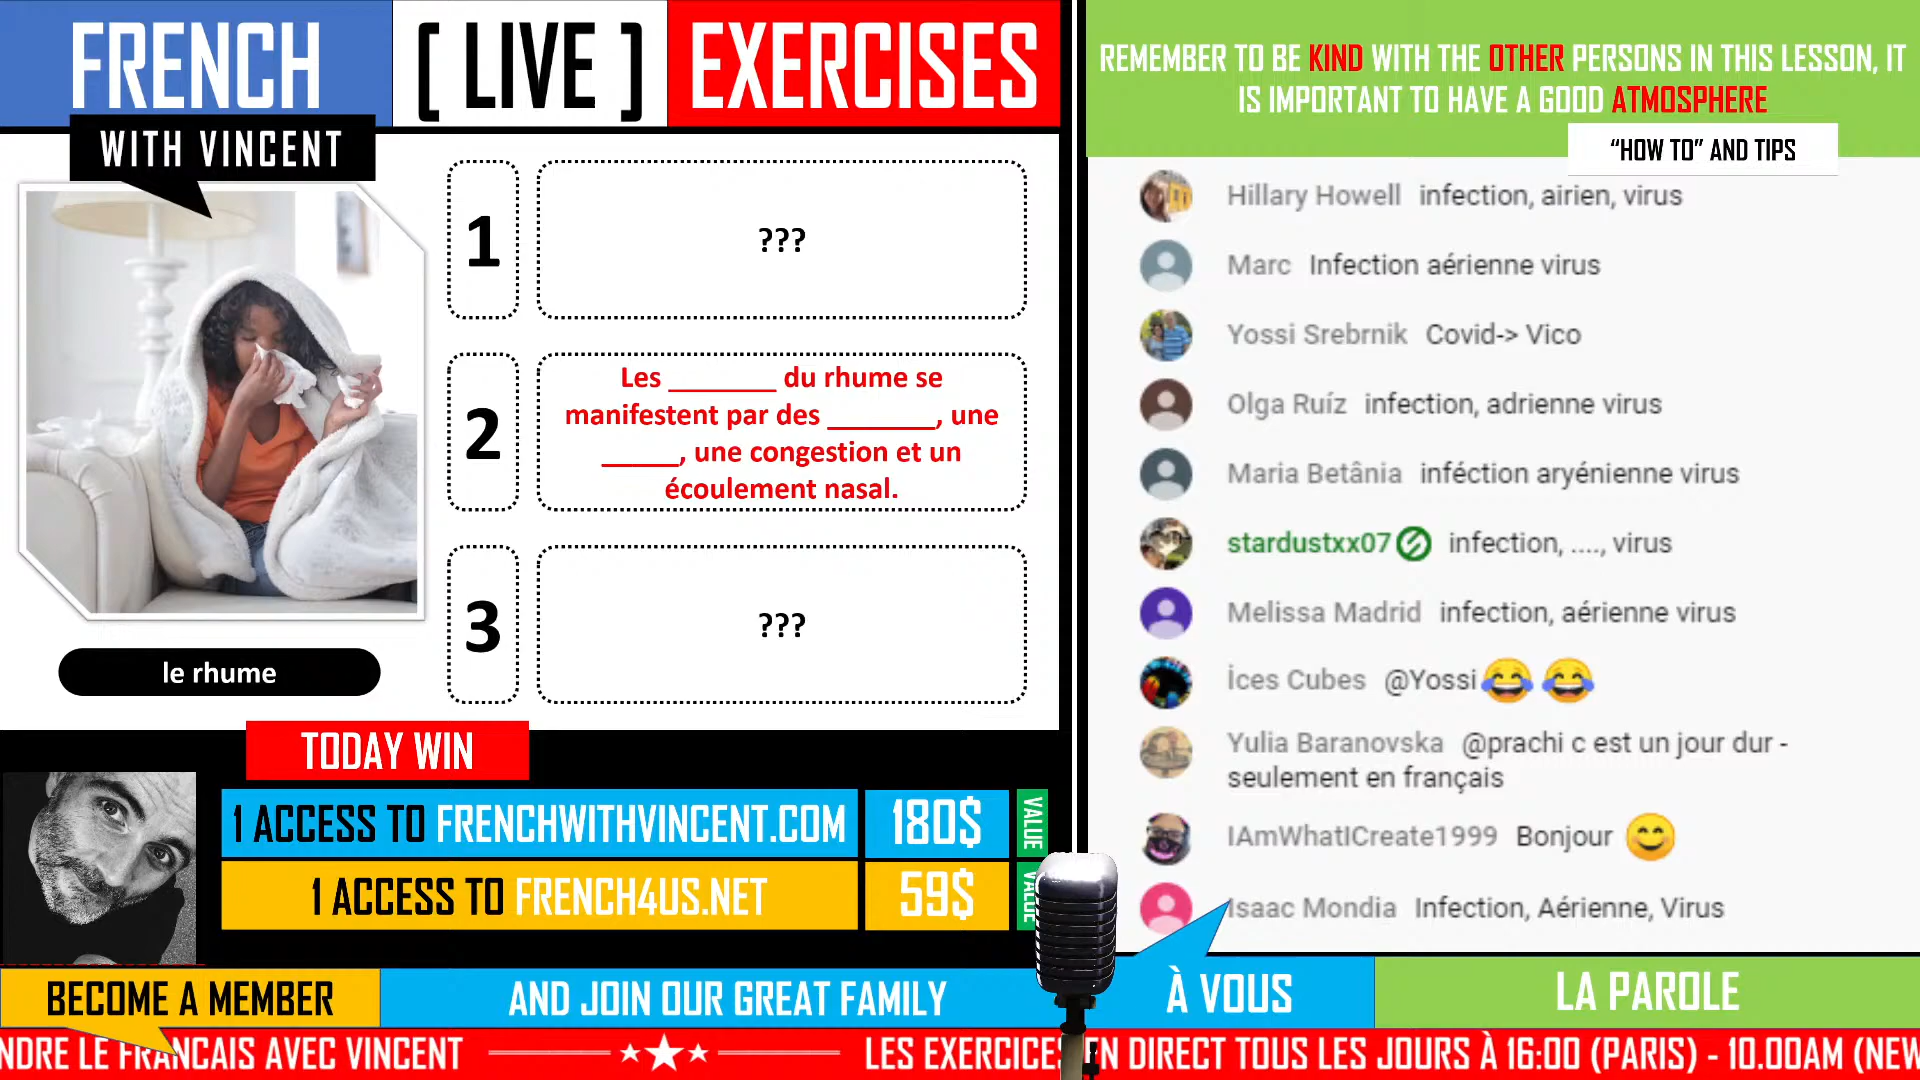 FRENCH
[ LIVE ]
EXERCISES
WITH VINCENT
1
???
2
Les _______ du rhume se
manifestent par des _______, une
_____, une congestion et un
écoulement nasal.
3
???
le rhume
TODAY WIN
1 ACCESS TO FRENCHWITHVINCENT.COM
180$
VALUE
1 ACCESS TO FRENCH4US.NET
59$
VALUE
BECOME A MEMBER
AND JOIN OUR GREAT FAMILY
REMEMBER TO BE KIND WITH THE OTHER PERSONS IN THIS LESSON, IT
IS IMPORTANT TO HAVE A GOOD ATMOSPHERE
“HOW TO” AND TIPS
Hillary Howell infection, airien, virus
Marc Infection aérienne virus
Yossi Srebrnik Covid-> Vico
Olga Ruíz infection, adrienne virus
Maria Betânia inféction aryénienne virus
stardustxx07 infection, ...., virus
Melissa Madrid infection, aérienne virus
İces Cubes @Yossi😂😂
Yulia Baranovska @prachi c est un jour dur -
seulement en français
IAmWhatICreate1999 Bonjour 😊
Isaac Mondia Infection, Aérienne, Virus
À VOUS
LA PAROLE
NDRE LE FRANCAIS AVEC VINCENT
LES EXERCICES EN DIRECT TOUS LES JOURS À 16:00 (PARIS) - 10.00AM (NEW